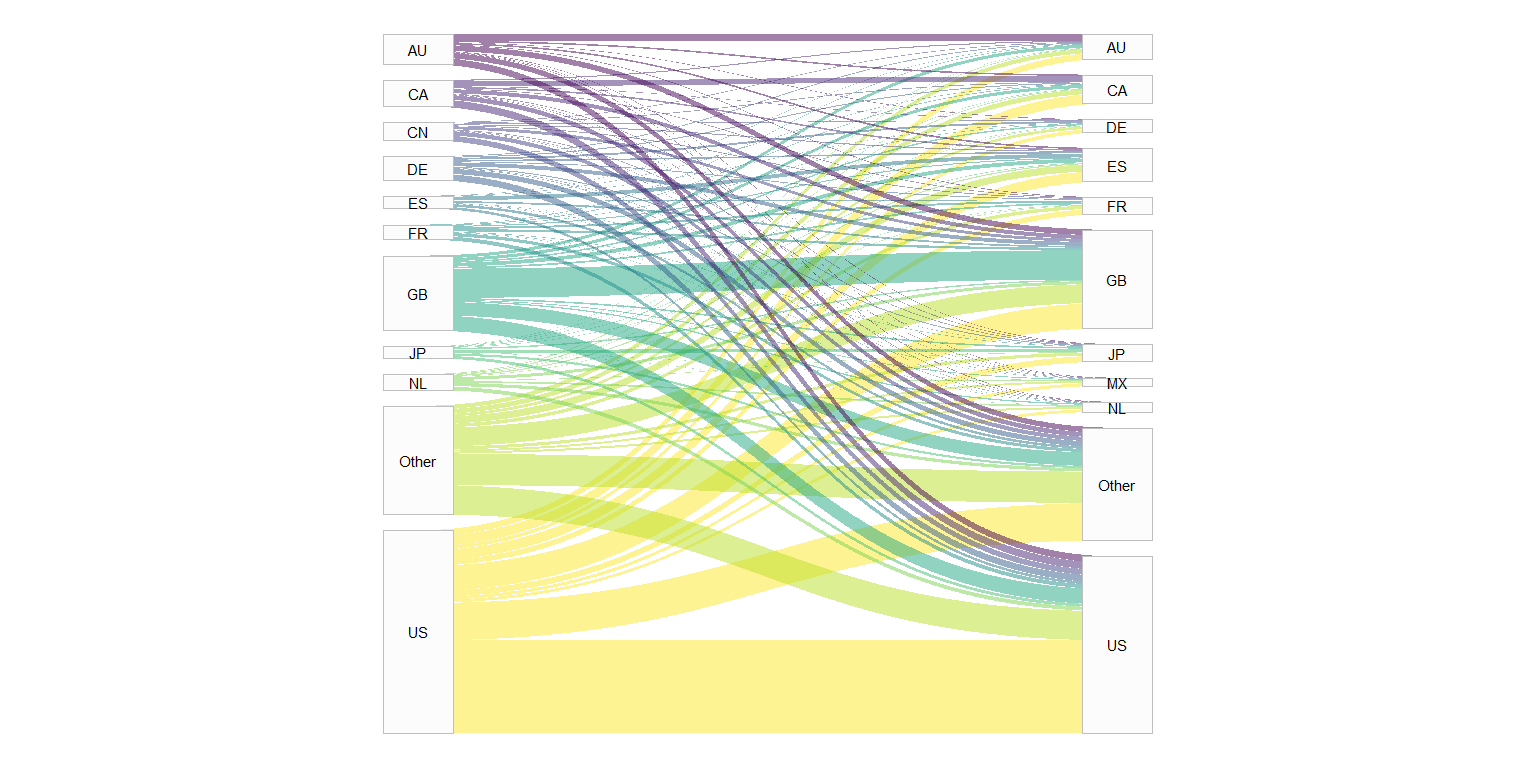 AU
CA
CN
DE
ES
FR
GB
JP
NL
Other
US
AU
CA
DE
ES
FR
GB
JP
MX
NL
Other
US